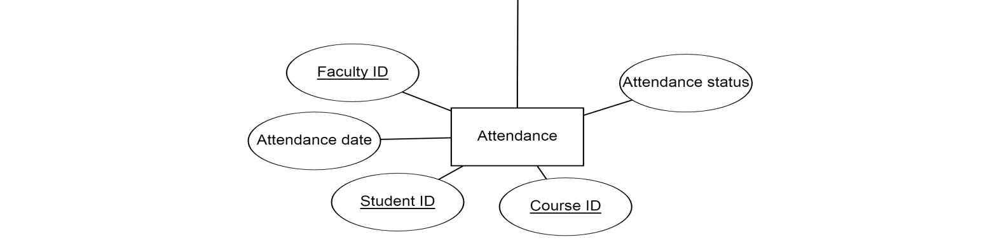 Faculty ID
Attendance status
Attendance
Attendance date
Student ID
Course ID